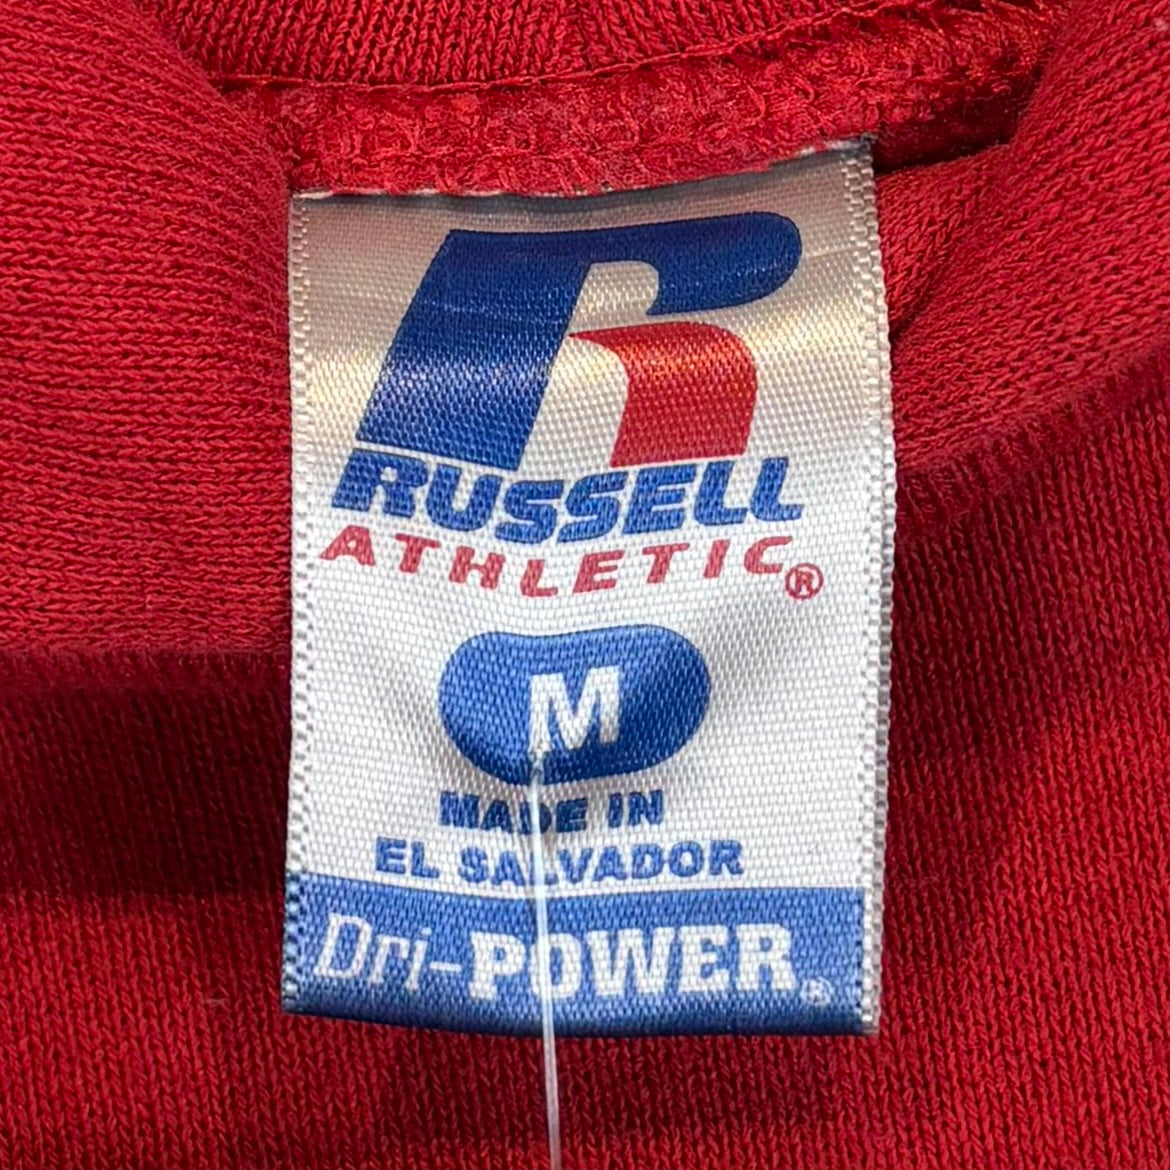 RUSSELL
ATHLETIC®
M
MADE IN
EL SALVADOR
Dri-POWER®